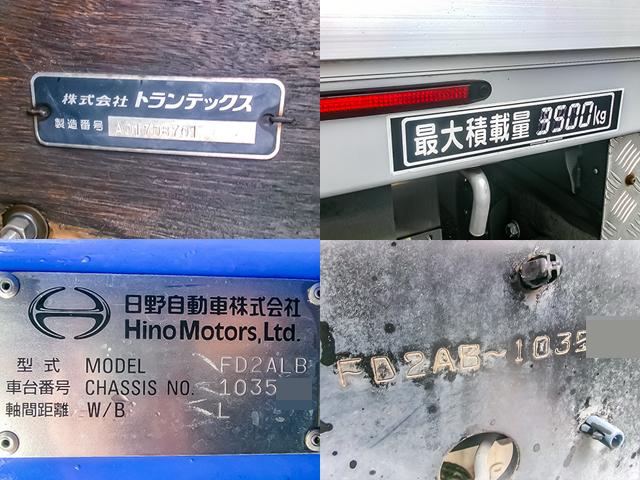 株式会社 トランテックス
製造番号
最大積載量 3500kg
日野自動車株式会社
Hino Motors, Ltd.
型式 MODEL FD2ALB
車台番号 CHASSIS NO. 1035
軸間距離 W/B L
FD2AB-1035